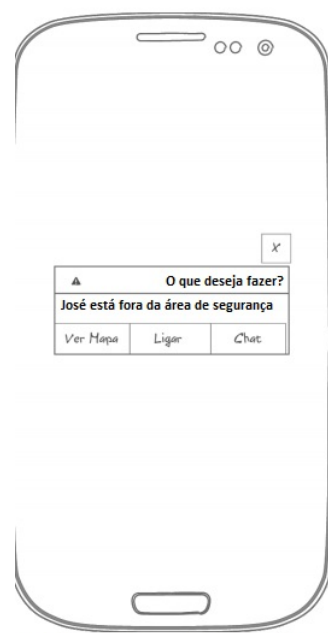 X
O que deseja fazer?
José está fora da área de segurança
Ver Mapa Ligar Chat